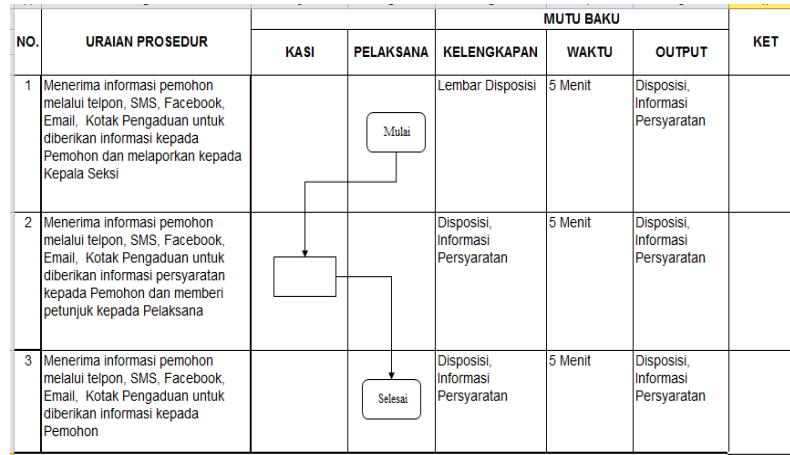 MUTU BAKU
NO. URAIAN PROSEDUR KASI PELAKSANA KELENGKAPAN WAKTU OUTPUT KET
1 Menerima informasi pemohon
melalui telpon, SMS, Facebook,
Email, Kotak Pengaduan untuk
diberikan informasi kepada
Pemohon dan melaporkan kepada
Kepala Seksi
Mulai
Lembar Disposisi
5 Menit
Disposisi,
Informasi
Persyaratan
2 Menerima informasi pemohon
melalui telpon, SMS, Facebook,
Email, Kotak Pengaduan untuk
diberikan informasi persyaratan
kepada Pemohon dan memberi
petunjuk kepada Pelaksana
Disposisi,
Informasi
Persyaratan
5 Menit
Disposisi,
Informasi
Persyaratan
3 Menerima informasi pemohon
melalui telpon, SMS, Facebook,
Email, Kotak Pengaduan untuk
diberikan informasi kepada
Pemohon
Selesai
Disposisi,
Informasi
Persyaratan
5 Menit
Disposisi,
Informasi
Persyaratan